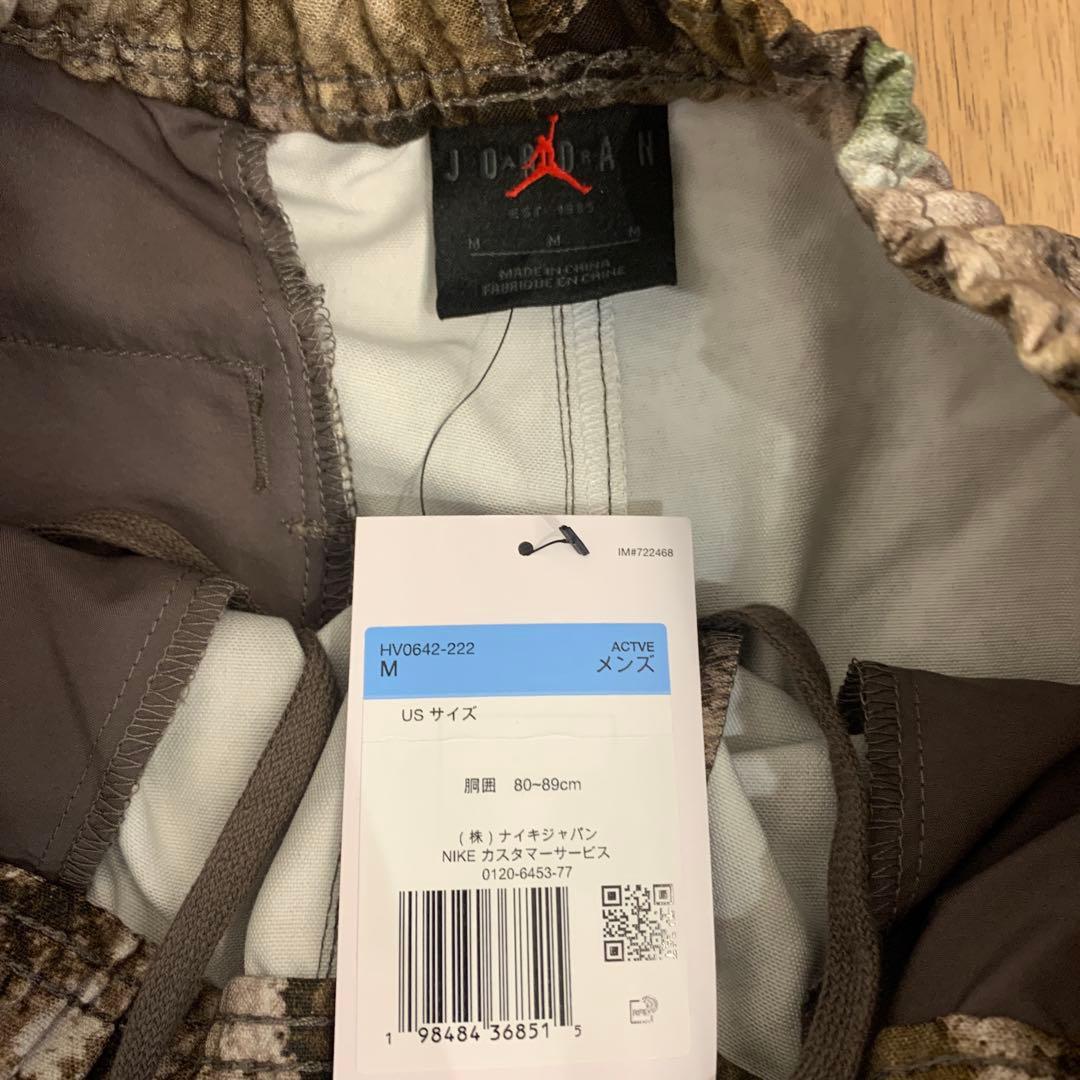 JORDAN
AIR
EST. 1985
M M M
MADE IN CHINA
FABRIQUE EN CHINE
IM#722468
HV0642-222 ACTVE
M メンズ
US サイズ
胴囲 80~89cm
(株)ナイキジャパン
NIKE カスタマーサービス
0120-6453-77
1 98484 36851 5